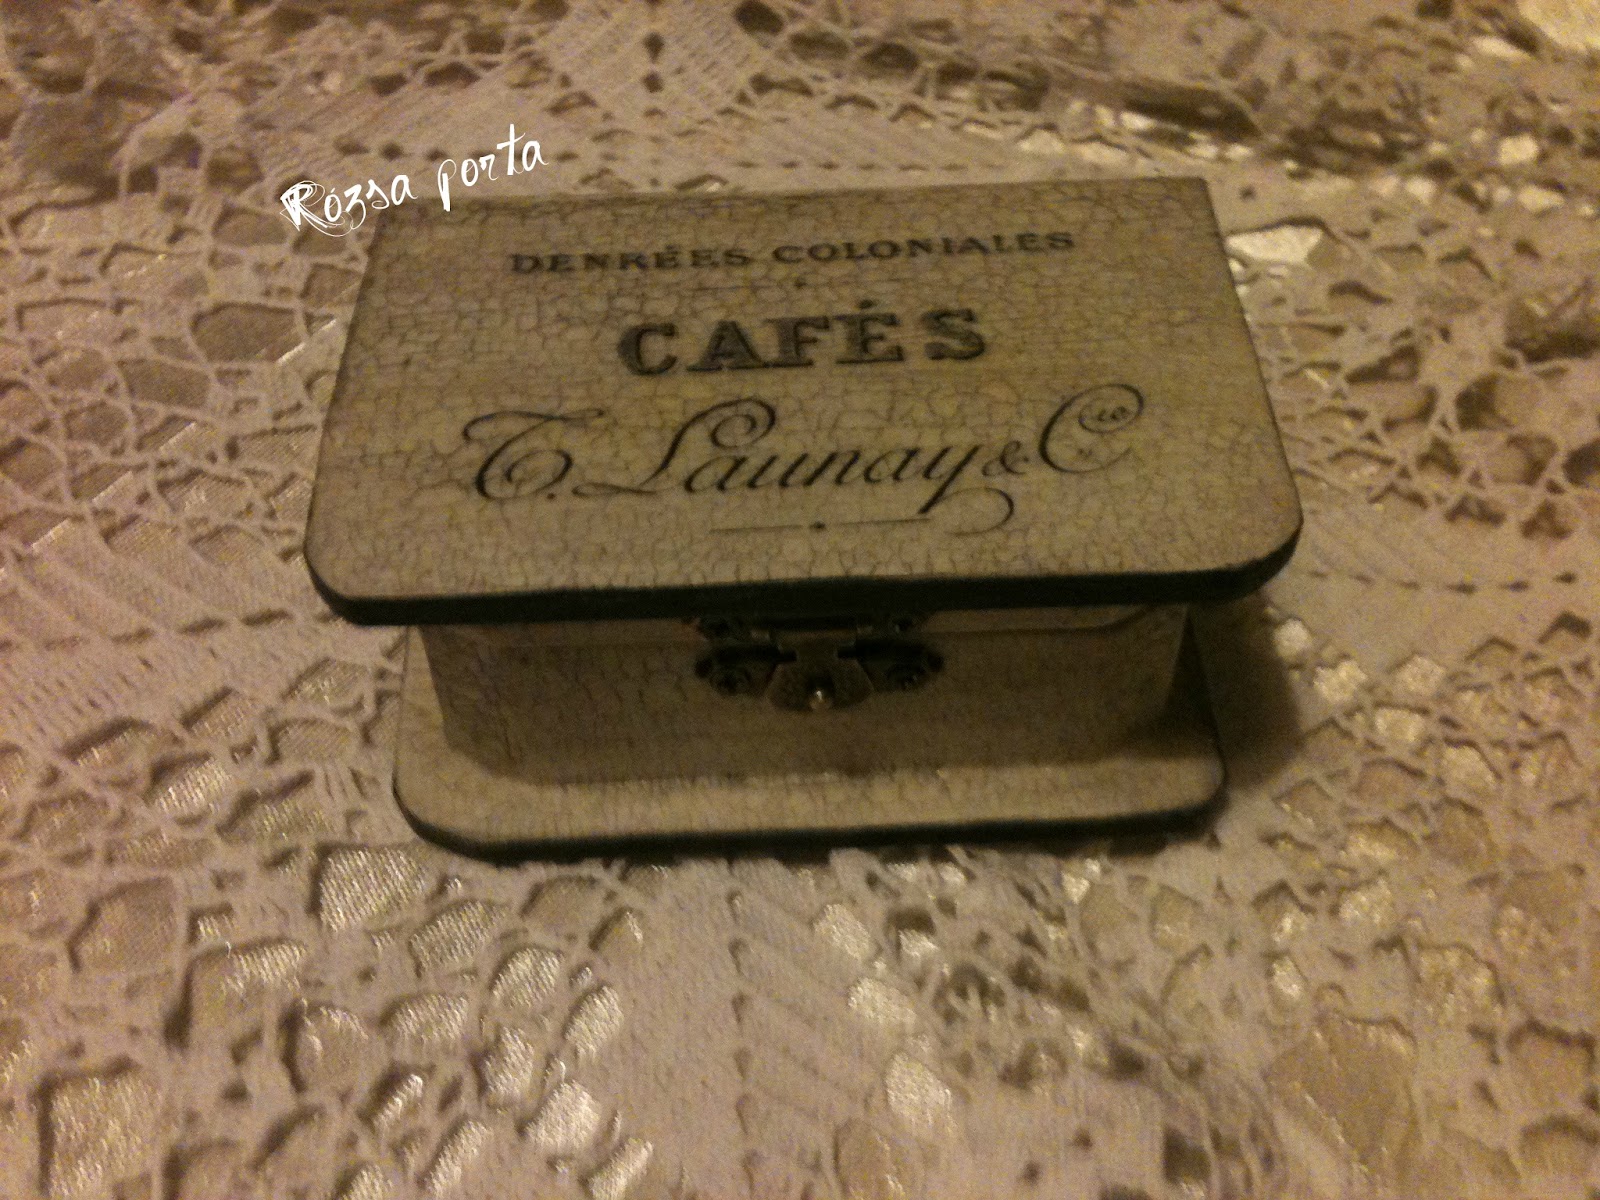 Rózsa porta
DENRÉES COLONIALES
CAFÉS
T. Launay & Cie